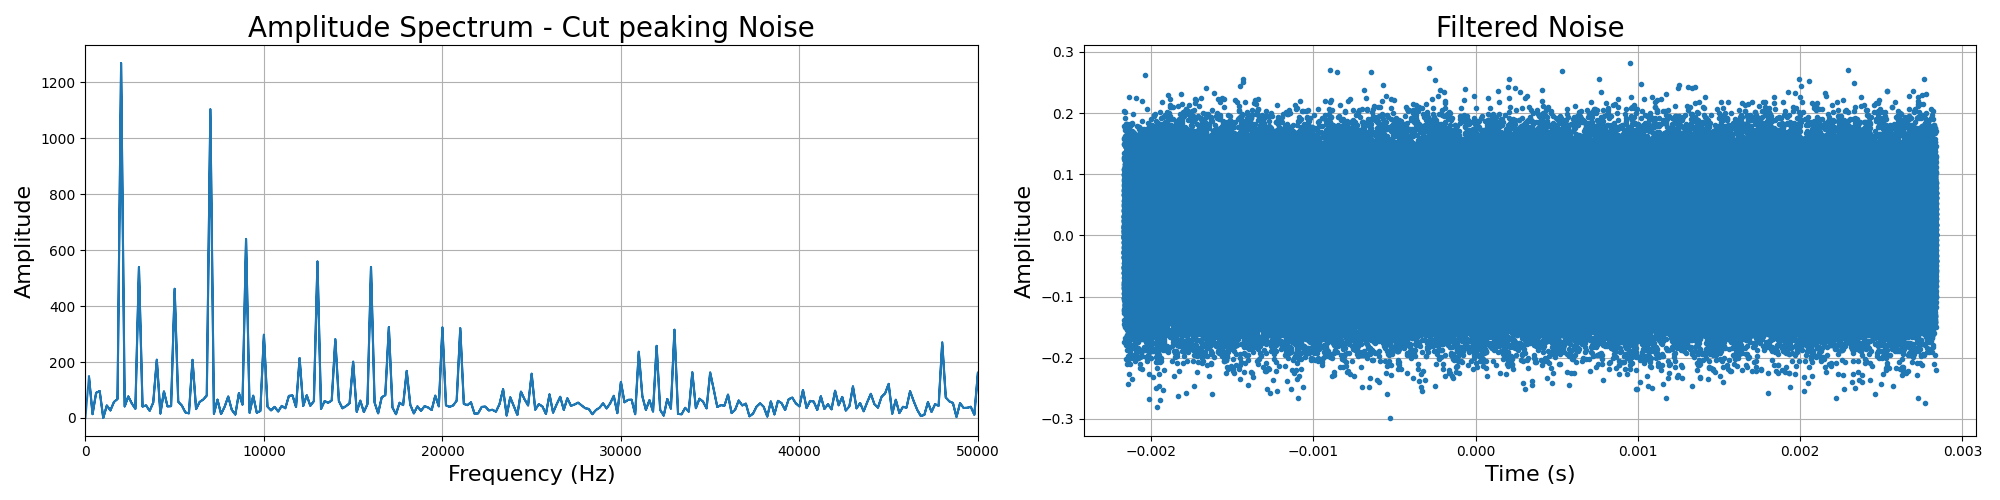 Amplitude Spectrum - Cut peaking Noise
Amplitude
1200
1000
800
600
400
200
0
0 10000 20000 30000 40000 50000
Frequency (Hz)
Filtered Noise
Amplitude
0.3
0.2
0.1
0.0
−0.1
−0.2
−0.3
−0.002 −0.001 0.000 0.001 0.002 0.003
Time (s)